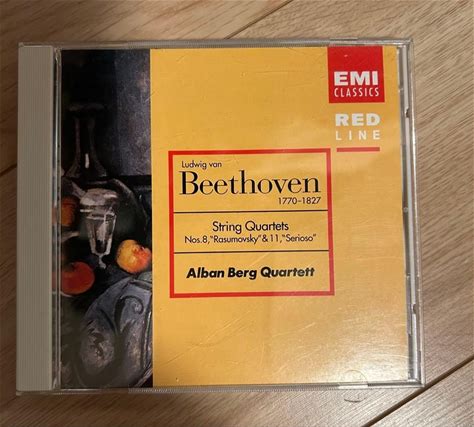 EMI
CLASSICS
RED
LINE
Ludwig van
Beethoven
1770-1827
String Quartets
Nos.8, "Rasumovsky" & 11, "Serioso"
Alban Berg Quartett